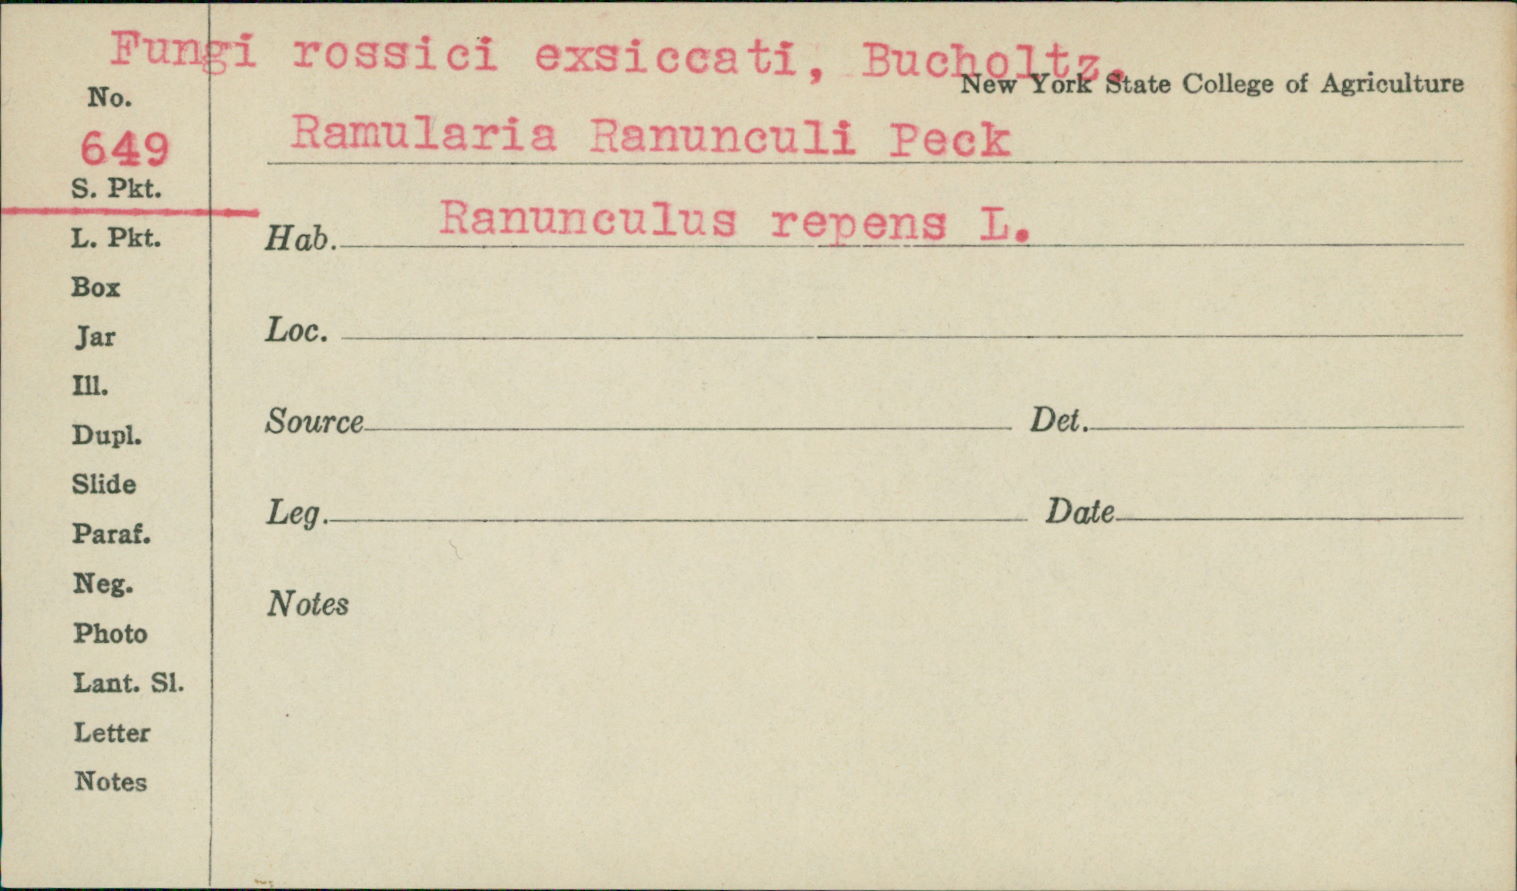 Fungi rossici exsiccati, Bucholtz.
New York State College of Agriculture
No.
649
Ramularia Ranunculi Peck
S. Pkt.
Hab. Ranunculus repens L.
L. Pkt.
Box
Loc.
Jar
Ill.
Source Det.
Dupl.
Slide
Leg. Date
Paraf.
Neg.
Notes
Photo
Lant. Sl.
Letter
Notes